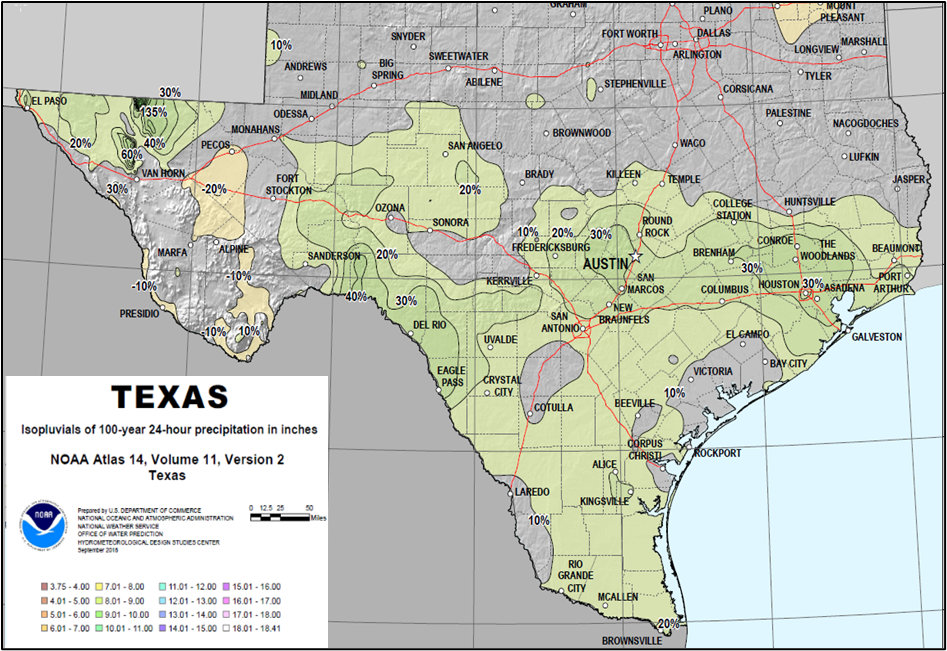 GRAHAM
PLANO
MOUNT
PLEASANT
SNYDER
FORT WORTH
DALLAS
10%
SWEETWATER
ARLINGTON
LONGVIEW
MARSHALL
ANDREWS
BIG
SPRING
ABILENE
TYLER
STEPHENVILLE
CORSICANA
30%
MIDLAND
EL PASO
135%
ODESSA
PALESTINE
NACOGDOCHES
MONAHANS
BROWNWOOD
20%
40%
PECOS
SAN ANGELO
WACO
60%
LUFKIN
VAN HORN
FORT
STOCKTON
BRADY
KILLEEN
TEMPLE
JASPER
30%
-20%
20%
OZONA
COLLEGE
STATION
HUNTSVILLE
SONORA
ROUND
ROCK
10%
20%
30%
FREDERICKSBURG
CONROE
THE
WOODLANDS
BEAUMONT
MARFA
ALPINE
SANDERSON
20%
AUSTIN
BRENHAM
30%
-10%
KERRVILLE
SAN
MARCOS
COLUMBUS
HOUSTON
30%
PASADENA
PORT
ARTHUR
-10%
40%
30%
PRESIDIO
NEW
BRAUNFELS
SAN
ANTONIO
-10%
10%
DEL RIO
UVALDE
EL CAMPO
GALVESTON
EAGLE
PASS
CRYSTAL
CITY
VICTORIA
BAY CITY
10%
COTULLA
BEEVILLE
CORPUS
CHRISTI
ROCKPORT
ALICE
LAREDO
KINGSVILLE
10%
RIO
GRANDE
CITY
MCALLEN
20%
BROWNSVILLE
TEXAS
Isopluvials of 100-year 24-hour precipitation in inches
NOAA Atlas 14, Volume 11, Version 2
Texas
NOAA
Prepared by U.S. DEPARTMENT OF COMMERCE
NATIONAL OCEANIC AND ATMOSPHERIC ADMINISTRATION
NATIONAL WEATHER SERVICE
OFFICE OF WATER PREDICTION
HYDROMETEOROLOGICAL DESIGN STUDIES CENTER
September 2018
0 12.5 25 50
Miles
3.75 - 4.00 7.01 - 8.00 11.01 - 12.00 15.01 - 16.00
4.01 - 5.00 8.01 - 9.00 12.01 - 13.00 16.01 - 17.00
5.01 - 6.00 9.01 - 10.00 13.01 - 14.00 17.01 - 18.00
6.01 - 7.00 10.01 - 11.00 14.01 - 15.00 18.01 - 18.41